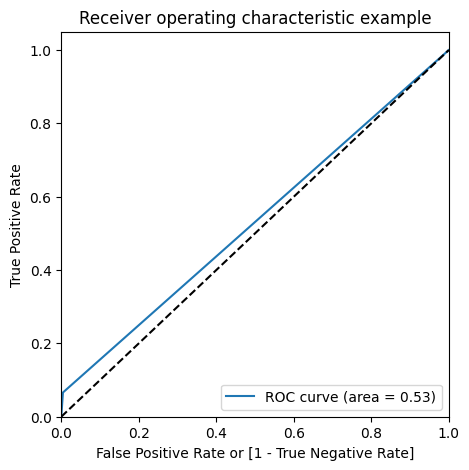 Receiver operating characteristic example
True Positive Rate
1.0
0.8
0.6
0.4
0.2
0.0
ROC curve (area = 0.53)
0.0 0.2 0.4 0.6 0.8 1.0
False Positive Rate or [1 - True Negative Rate]